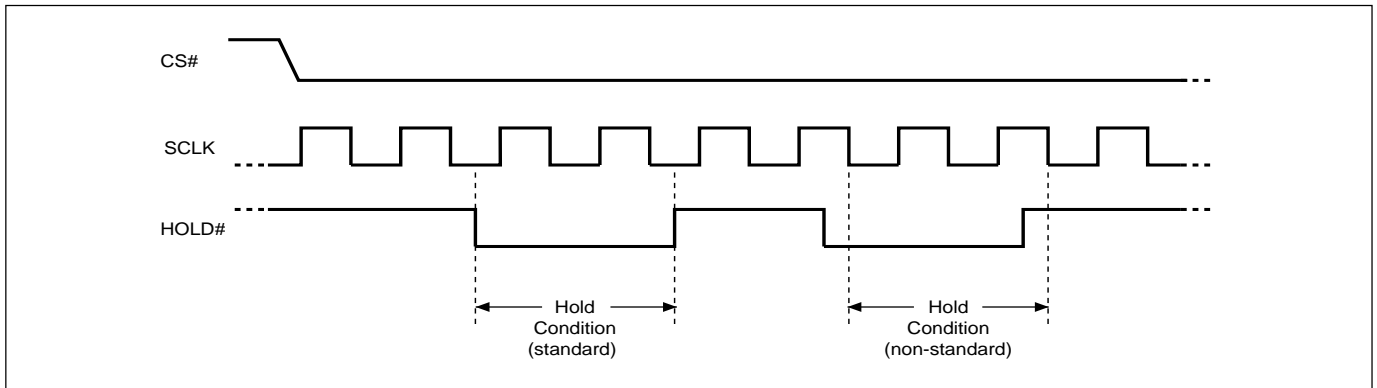 CS#
SCLK
HOLD#
Hold
Condition
(standard)
Hold
Condition
(non-standard)